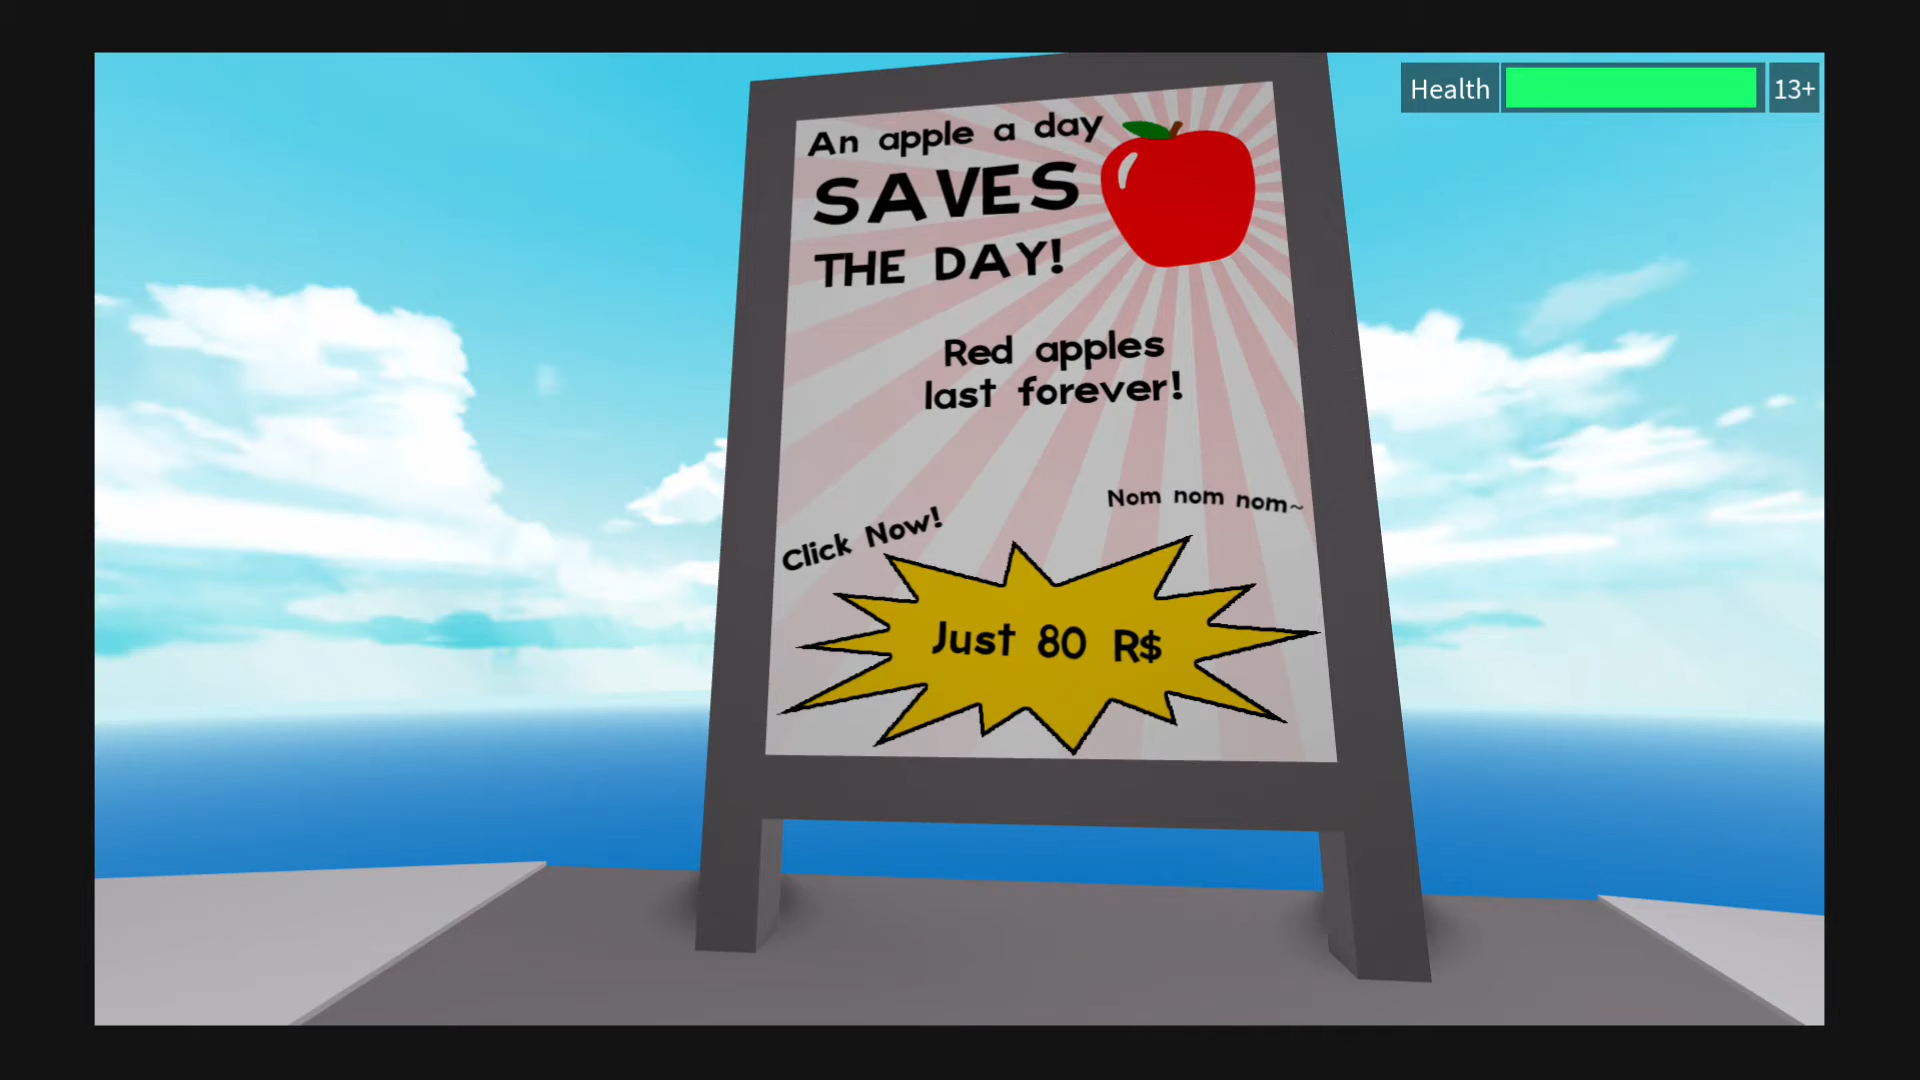 Health
13+
An apple a day
SAVES
THE DAY!
Red apples
last forever!
Nom nom nom~
Click Now!
Just 80 R$